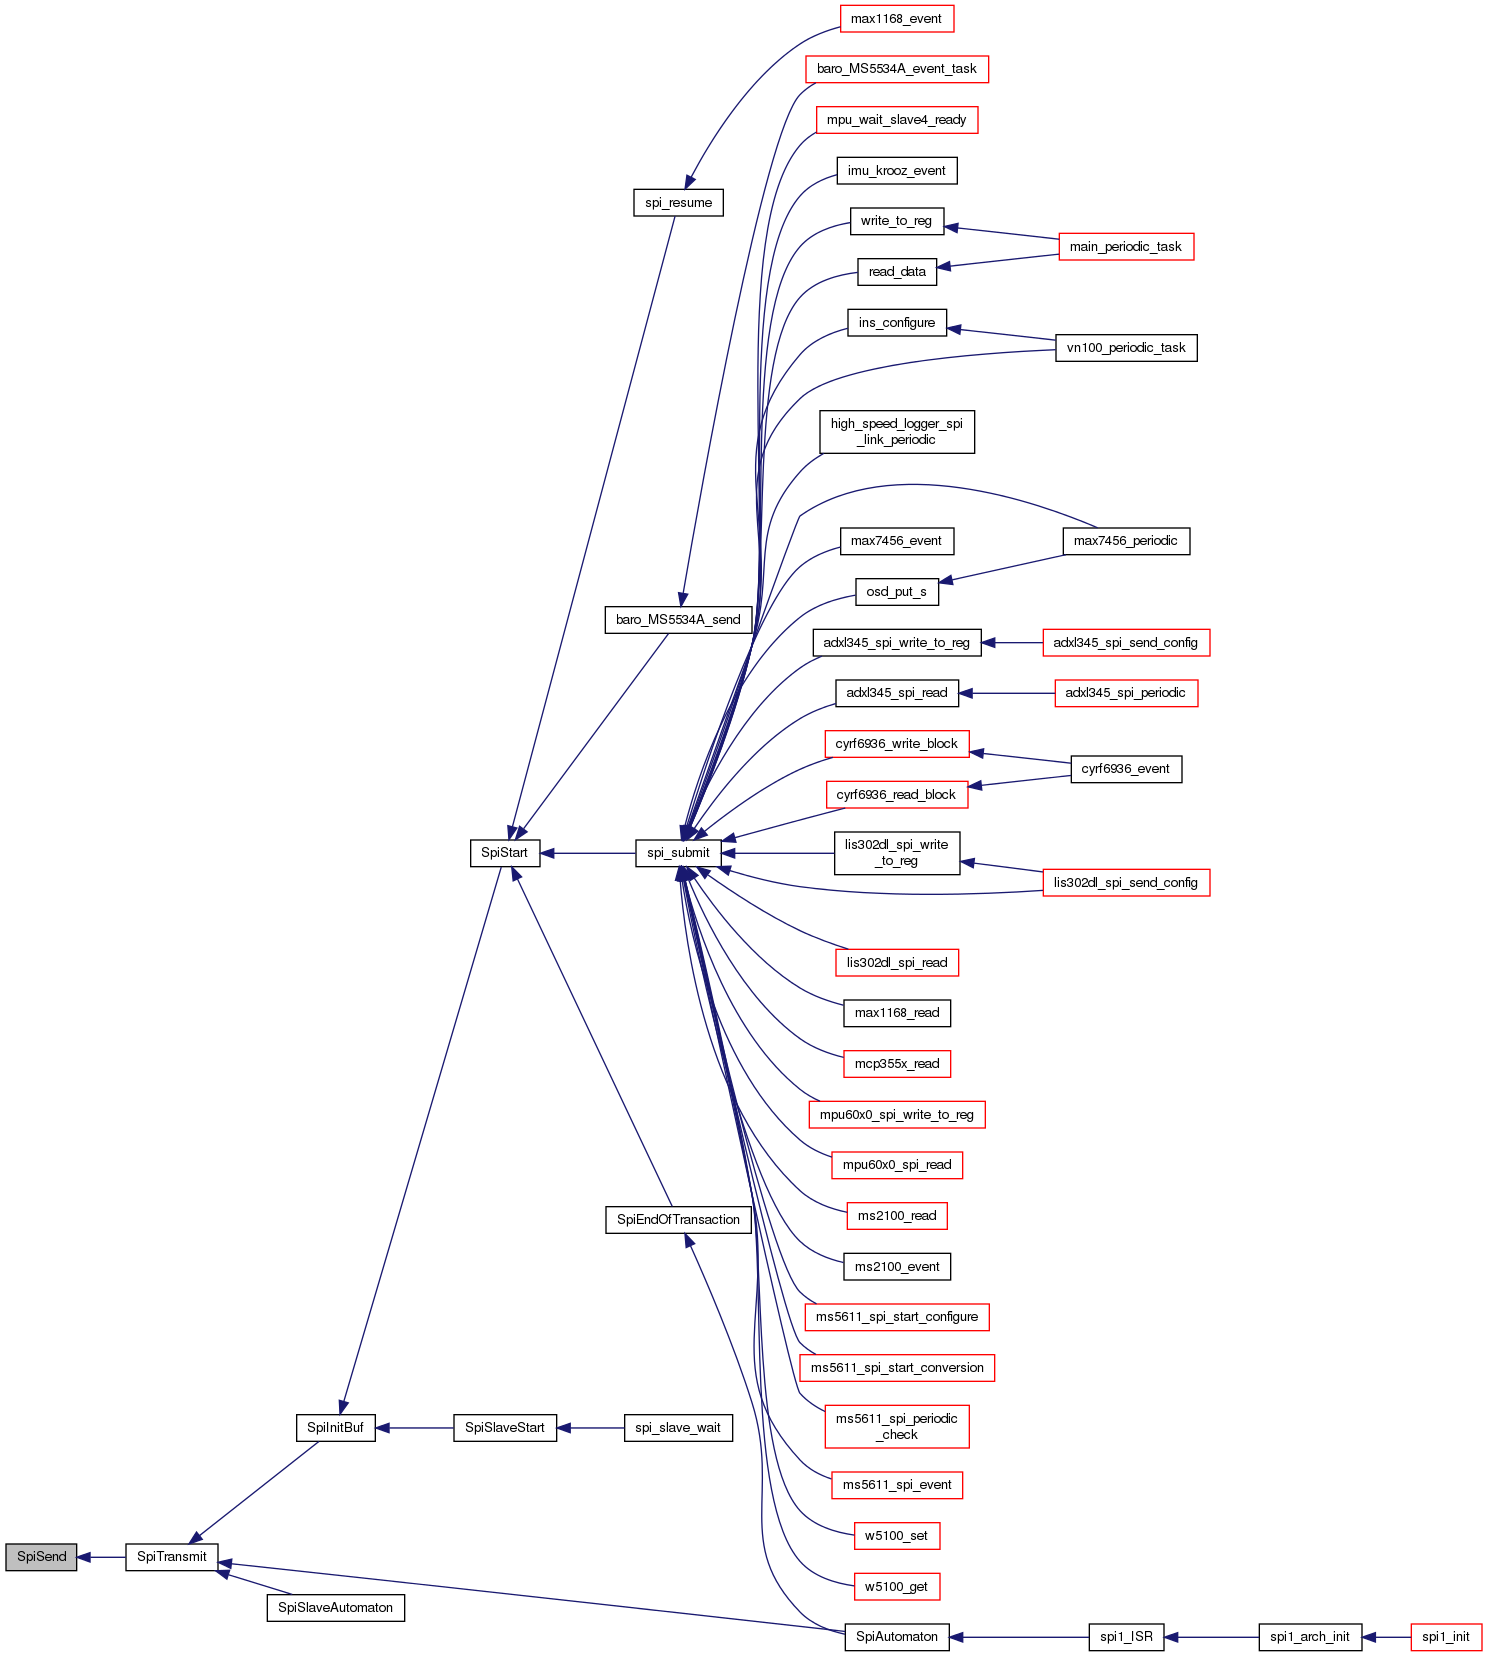 max1168_event
baro_MS5534A_event_task
mpu_wait_slave4_ready
imu_krooz_event
spi_resume
write_to_reg
main_periodic_task
read_data
ins_configure
vn100_periodic_task
high_speed_logger_spi
_link_periodic
max7456_event
max7456_periodic
osd_put_s
baro_MS5534A_send
adxl345_spi_write_to_reg
adxl345_spi_send_config
adxl345_spi_read
adxl345_spi_periodic
cyrf6936_write_block
cyrf6936_event
cyrf6936_read_block
SpiStart
spi_submit
lis302dl_spi_write
_to_reg
lis302dl_spi_send_config
lis302dl_spi_read
max1168_read
mcp355x_read
mpu60x0_spi_write_to_reg
mpu60x0_spi_read
ms2100_read
SpiEndOfTransaction
ms2100_event
ms5611_spi_start_configure
ms5611_spi_start_conversion
ms5611_spi_periodic
_check
SpiInitBuf
SpiSlaveStart
spi_slave_wait
ms5611_spi_event
w5100_set
SpiSend
SpiTransmit
w5100_get
SpiSlaveAutomaton
SpiAutomaton
spi1_ISR
spi1_arch_init
spi1_init